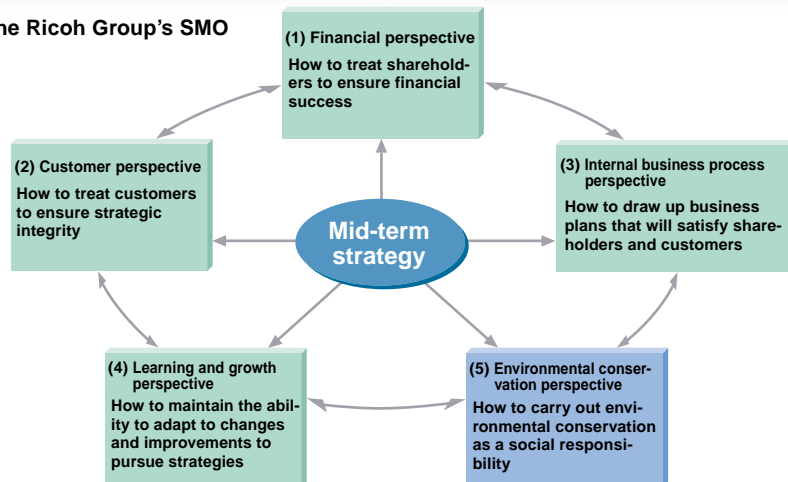 he Ricoh Group's SMO
(1) Financial perspective
How to treat sharehold-
ers to ensure financial
success
(2) Customer perspective
How to treat customers
to ensure strategic
integrity
(3) Internal business process
perspective
How to draw up business
plans that will satisfy share-
holders and customers
Mid-term
strategy
(4) Learning and growth
perspective
How to maintain the abil-
ity to adapt to changes
and improvements to
pursue strategies
(5) Environmental conser-
vation perspective
How to carry out envi-
ronmental conservation
as a social responsi-
bility